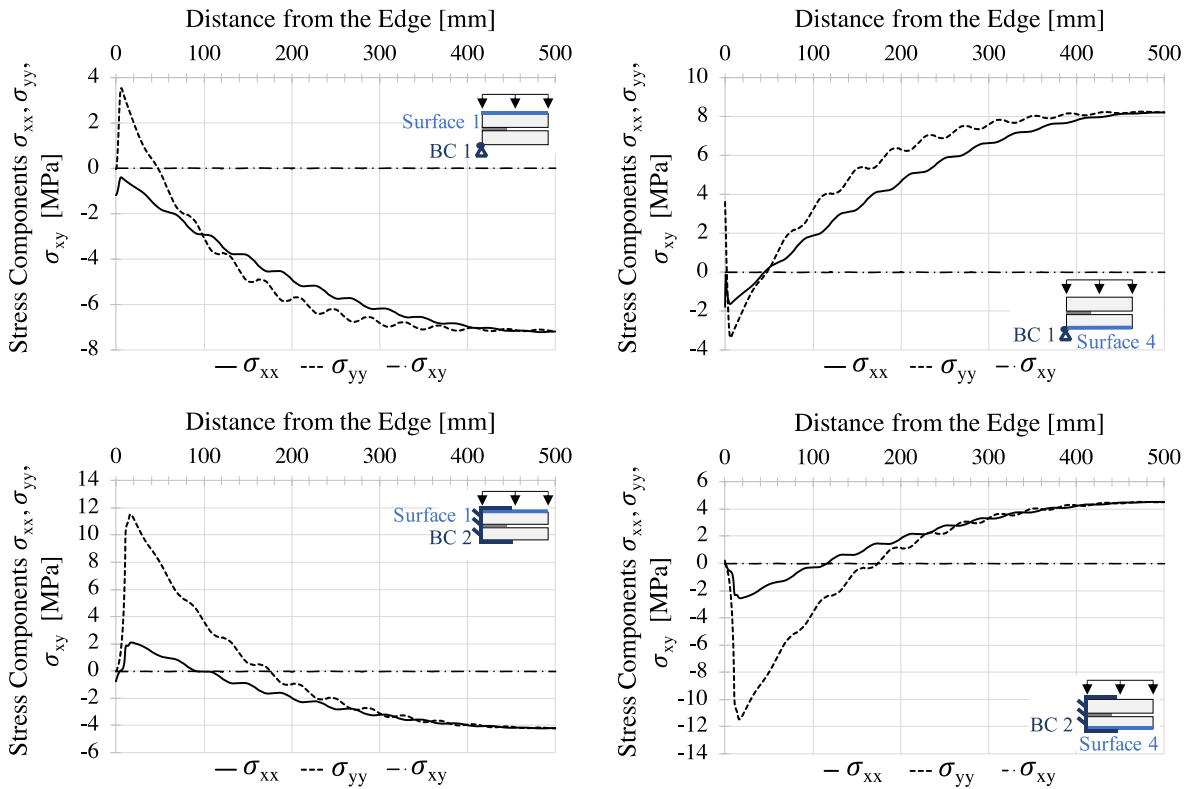 Distance from the Edge [mm]
0 100 200 300 400 500
Stress Components σxx, σyy,
σxy [MPa]
4
2
0
-2
-4
-6
-8
Surface 1
BC 1
σxx σyy σxy
Distance from the Edge [mm]
0 100 200 300 400 500
Stress Components σxx, σyy,
σxy [MPa]
10
8
6
4
2
0
-2
-4
BC 1
Surface 4
σxx σyy σxy
Distance from the Edge [mm]
0 100 200 300 400 500
Stress Components σxx, σyy,
σxy [MPa]
14
12
10
8
6
4
2
0
-2
-4
-6
Surface 1
BC 2
σxx σyy σxy
Distance from the Edge [mm]
0 100 200 300 400 500
Stress Components σxx, σyy,
σxy [MPa]
6
4
2
0
-2
-4
-6
-8
-10
-12
-14
BC 2
Surface 4
σxx σyy σxy